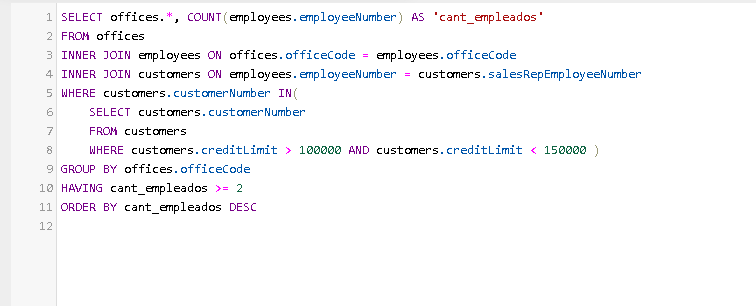 1 SELECT offices.*, COUNT(employees.employeeNumber) AS 'cant_empleados'
2 FROM offices
3 INNER JOIN employees ON offices.officeCode = employees.officeCode
4 INNER JOIN customers ON employees.employeeNumber = customers.salesRepEmployeeNumber
5 WHERE customers.customerNumber IN(
6     SELECT customers.customerNumber
7     FROM customers
8     WHERE customers.creditLimit > 100000 AND customers.creditLimit < 150000 )
9 GROUP BY offices.officeCode
10 HAVING cant_empleados >= 2
11 ORDER BY cant_empleados DESC
12